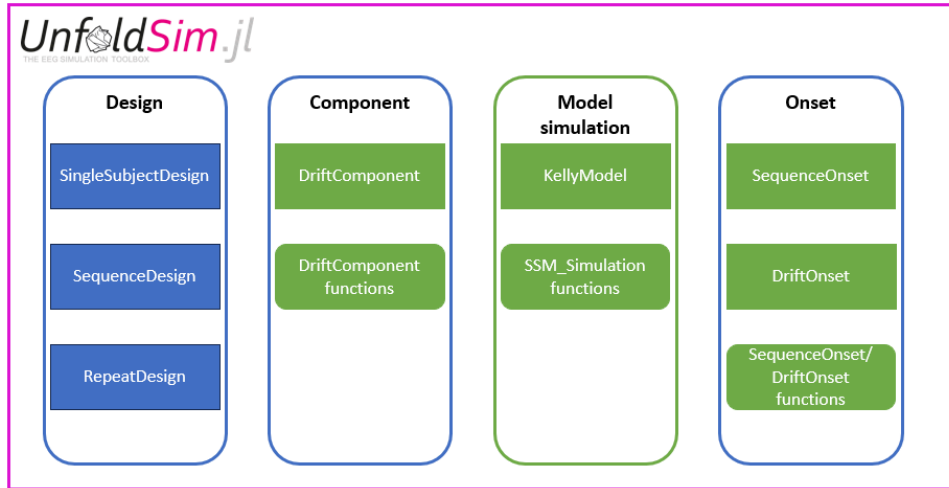 UnfoldSim.jl
THE EEG SIMULATION TOOLBOX
Design
SingleSubjectDesign
SequenceDesign
RepeatDesign
Component
DriftComponent
DriftComponent
functions
Model
simulation
KellyModel
SSM_Simulation
functions
Onset
SequenceOnset
DriftOnset
SequenceOnset/
DriftOnset
functions